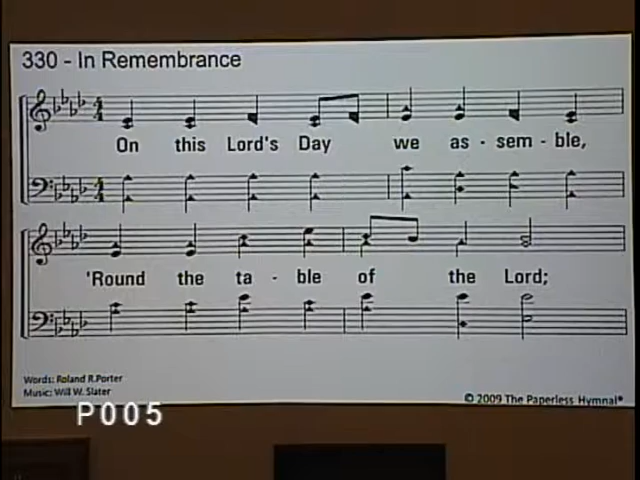 330 - In Remembrance
On this Lord's Day we as - sem - ble,
'Round the ta - ble of the Lord;
Words: Roland R.Porter
Music: Will W. Slater
© 2009 The Paperless Hymnal®
P005